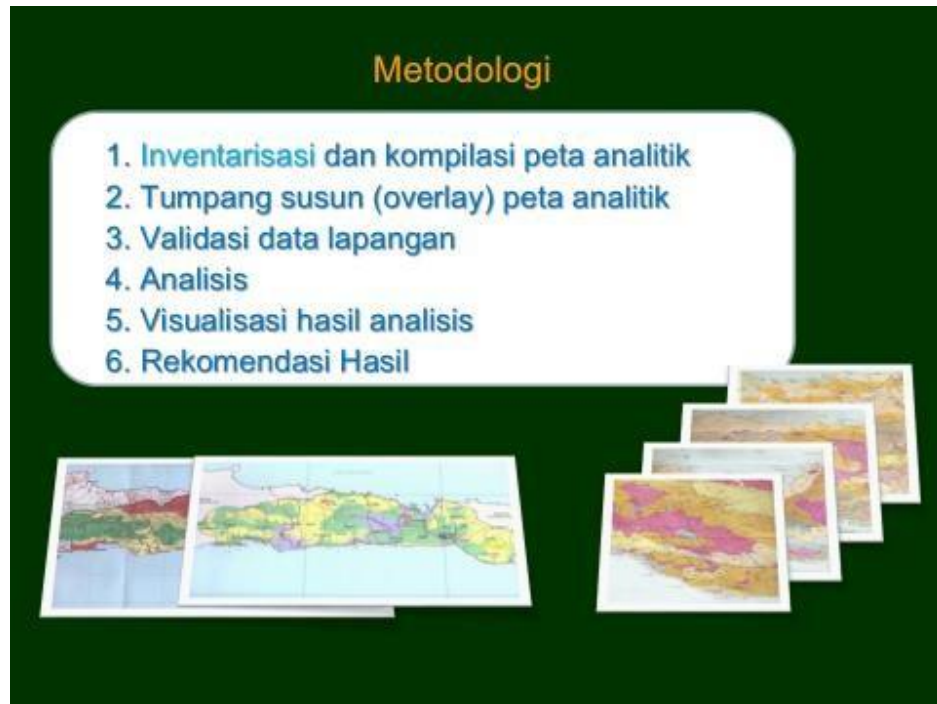 Metodologi
1. Inventarisasi dan kompilasi peta analitik
2. Tumpang susun (overlay) peta analitik
3. Validasi data lapangan
4. Analisis
5. Visualisasi hasil analisis
6. Rekomendasi Hasil